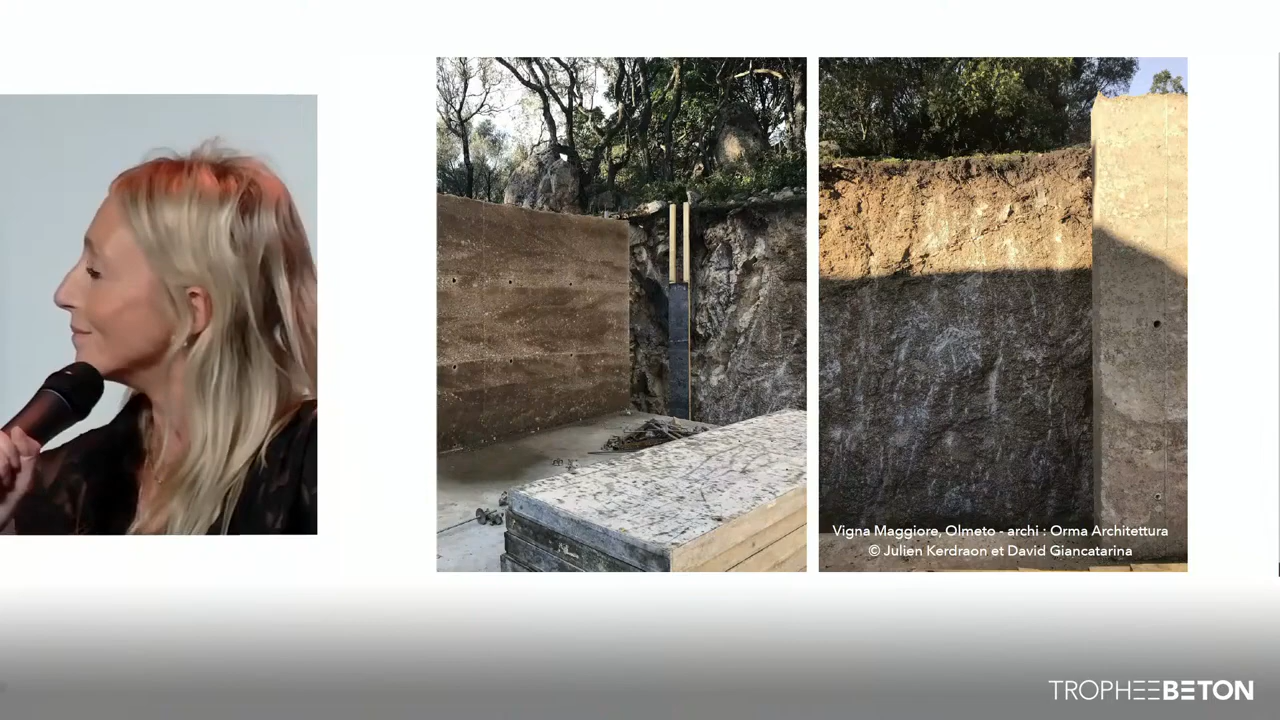 Vigna Maggiore, Olmeto - archi : Orma Architettura
© Julien Kerdraon et David Giancatarina
TROPHEEBETON